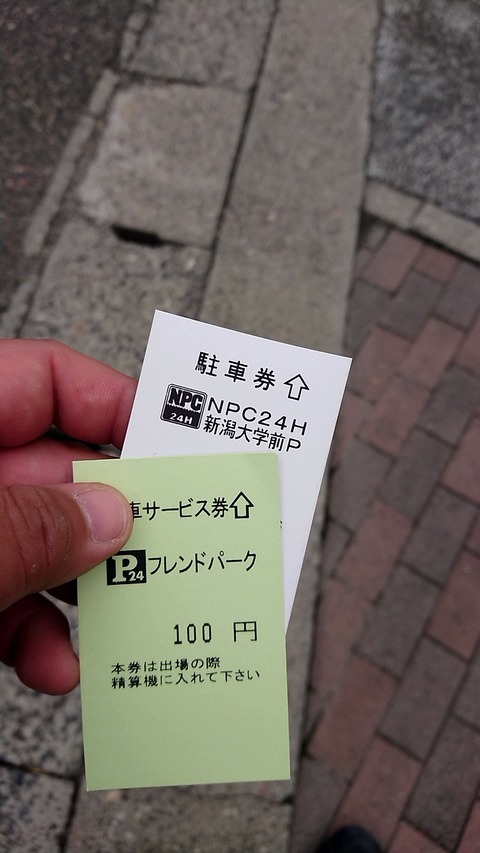 駐車券
NPC
24H
NPC24H
新潟大学前P
車サービス券
P24
フレンドパーク
100 円
本券は出場の際
精算機に入れて下さい